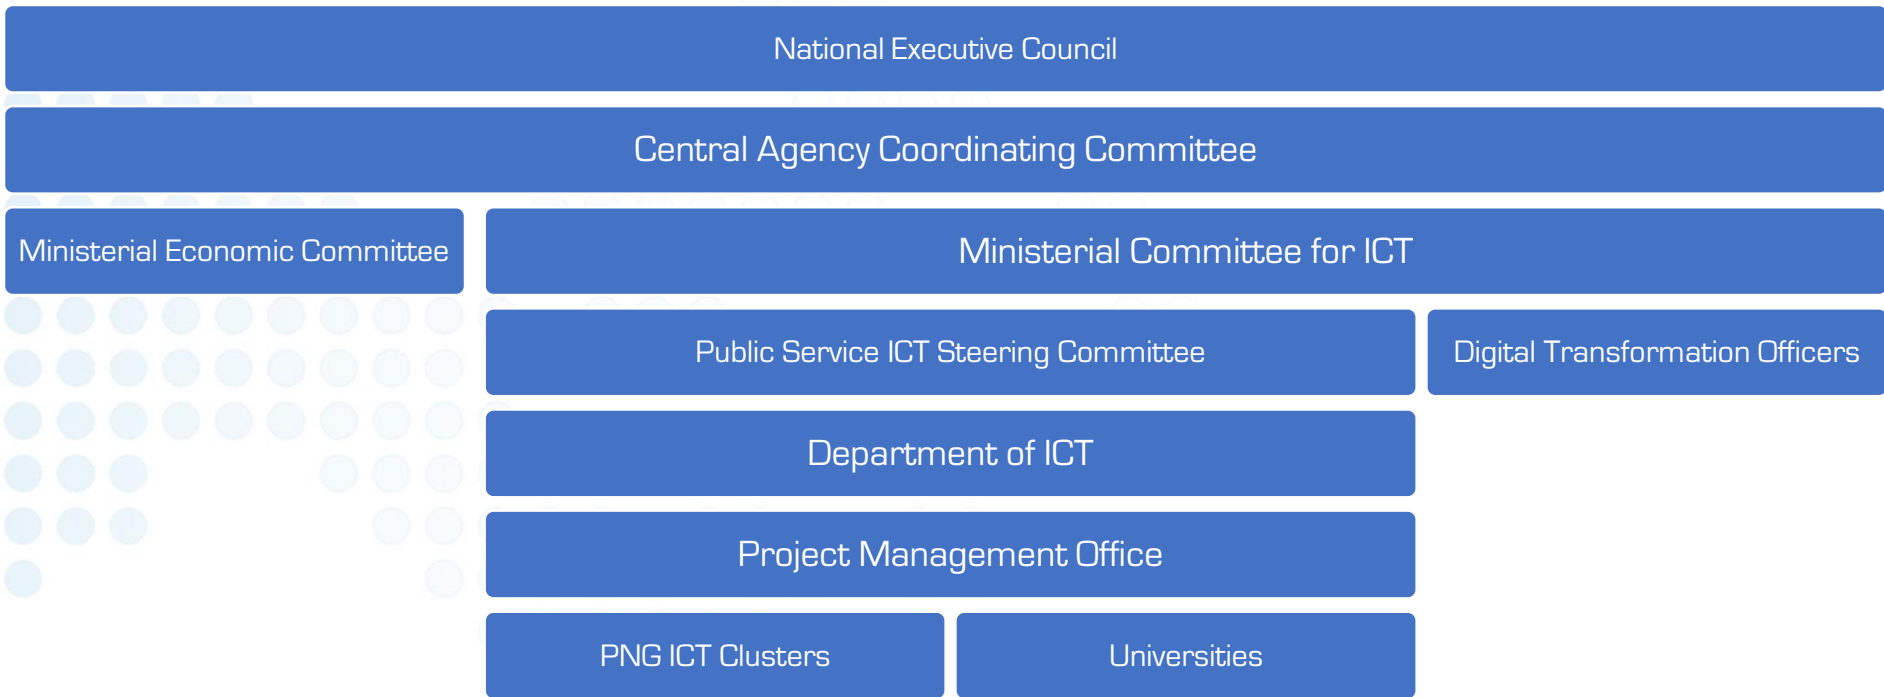 National Executive Council
Central Agency Coordinating Committee
Ministerial Economic Committee
Ministerial Committee for ICT
Public Service ICT Steering Committee
Digital Transformation Officers
Department of ICT
Project Management Office
PNG ICT Clusters
Universities